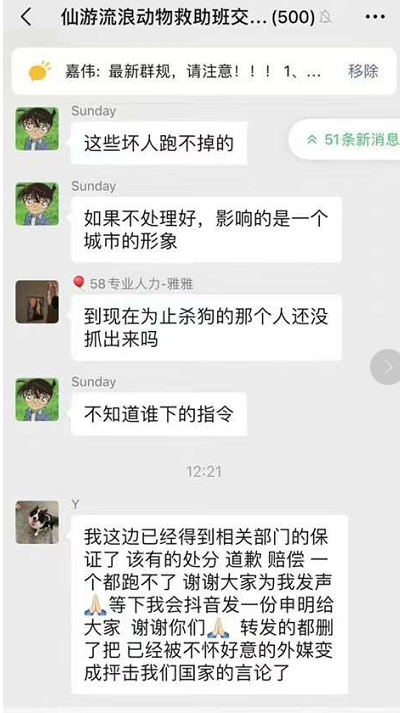 仙游流浪动物救助班交...(500)
嘉伟：最新群规，请注意！！！ 1、... 移除
Sunday
这些坏人跑不掉的
51条新消息
Sunday
如果不处理好，影响的是一个
城市的形象
58专业人力-雅雅
到现在为止杀狗的那个人还没
抓出来吗
Sunday
不知道谁下的指令
12:21
Y
我这边已经得到相关部门的保
证了 该有的处分 道歉 赔偿 一
个都跑不了 谢谢大家为我发声
🙏🏻等下我会抖音发一份申明给
大家 谢谢你们🙏🏻 转发的都删
了把 已经被不怀好意的外媒变
成抨击我们国家的言论了